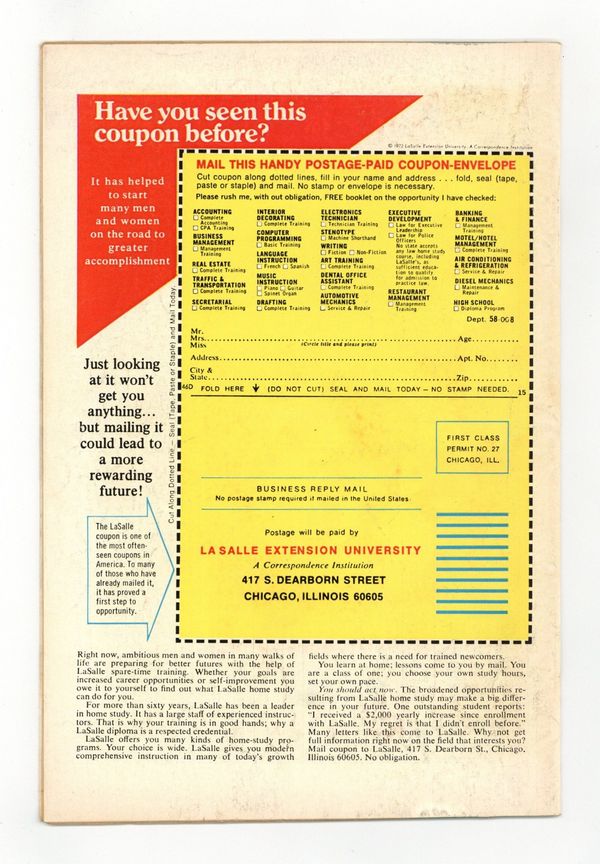 Have you seen this
coupon before?
© 1972 LaSalle Extension University, A Correspondence Institution
It has helped
to start
many men
and women
on the road to
greater
accomplishment
MAIL THIS HANDY POSTAGE-PAID COUPON-ENVELOPE
Cut coupon along dotted lines, fill in your name and address . . . fold, seal (tape,
paste or staple) and mail. No stamp or envelope is necessary.
Please rush me, with out obligation, FREE booklet on the opportunity I have checked:
ACCOUNTING
Complete
Accounting
CPA Training
BUSINESS
MANAGEMENT
Management
Training
REAL ESTATE
Complete Training
TRAFFIC &
TRANSPORTATION
Complete Training
SECRETARIAL
Complete Training
INTERIOR
DECORATING
Complete Training
COMPUTER
PROGRAMMING
Basic Training
LANGUAGE
INSTRUCTION
French Spanish
MUSIC
INSTRUCTION
Piano Guitar
Spinet Organ
DRAFTING
Complete Training
ELECTRONICS
TECHNICIAN
Technician Training
STENOTYPE
Machine Shorthand
WRITING
Fiction Non-Fiction
ART TRAINING
Complete Training
DENTAL OFFICE
ASSISTANT
Complete Training
AUTOMOTIVE
MECHANICS
Service & Repair
EXECUTIVE
DEVELOPMENT
Law for Executive
Leadership
Law for Police
Officers
No state accepts
any law home study
course, including
LaSalle's, as
sufficient educa-
tion to qualify
for admission to
practice law.
RESTAURANT
MANAGEMENT
Management
Training
BANKING
& FINANCE
Management
Training
MOTEL/HOTEL
MANAGEMENT
Complete Training
AIR CONDITIONING
& REFRIGERATION
Service & Repair
DIESEL MECHANICS
Maintenance &
Repair
HIGH SCHOOL
Diploma Program
Dept. 58-008
Mr.
Mrs. Age
Miss (Circle title and please print)
Address Apt. No.
City &
State Zip
46D FOLD HERE ↓ (DO NOT CUT) SEAL AND MAIL TODAY – NO STAMP NEEDED. 15
Cut Along Dotted Line — Seal (Tape, Paste or Staple) and Mail Today
Just looking
at it won't
get you
anything...
but mailing it
could lead to
a more
rewarding
future!
The LaSalle
coupon is one of
the most often-
seen coupons in
America. To many
of those who have
already mailed it,
it has proved a
first step to
opportunity.
FIRST CLASS
PERMIT NO. 27
CHICAGO, ILL.
BUSINESS REPLY MAIL
No postage stamp required if mailed in the United States
Postage will be paid by
LA SALLE EXTENSION UNIVERSITY
A Correspondence Institution
417 S. DEARBORN STREET
CHICAGO, ILLINOIS 60605
Right now, ambitious men and women in many walks of
life are preparing for better futures with the help of
LaSalle spare-time training. Whether your goals are
increased career opportunities or self-improvement you
owe it to yourself to find out what LaSalle home study
can do for you.
For more than sixty years, LaSalle has been a leader
in home study. It has a large staff of experienced instruc-
tors. That is why your training is in good hands; why a
LaSalle diploma is a respected credential.
LaSalle offers you many kinds of home-study pro-
grams. Your choice is wide. LaSalle gives you modern
comprehensive instruction in many of today's growth
fields where there is a need for trained newcomers.
You learn at home; lessons come to you by mail. You
are a class of one; you choose your own study hours,
set your own pace.
You should act now. The broadened opportunities re-
sulting from LaSalle home study may make a big differ-
ence in your future. One outstanding student reports:
"I received a $2,000 yearly increase since enrollment
with LaSalle. My regret is that I didn't enroll before."
Many letters like this come to LaSalle. Why not get
full information right now on the field that interests you?
Mail coupon to LaSalle, 417 S. Dearborn St., Chicago,
Illinois 60605. No obligation.